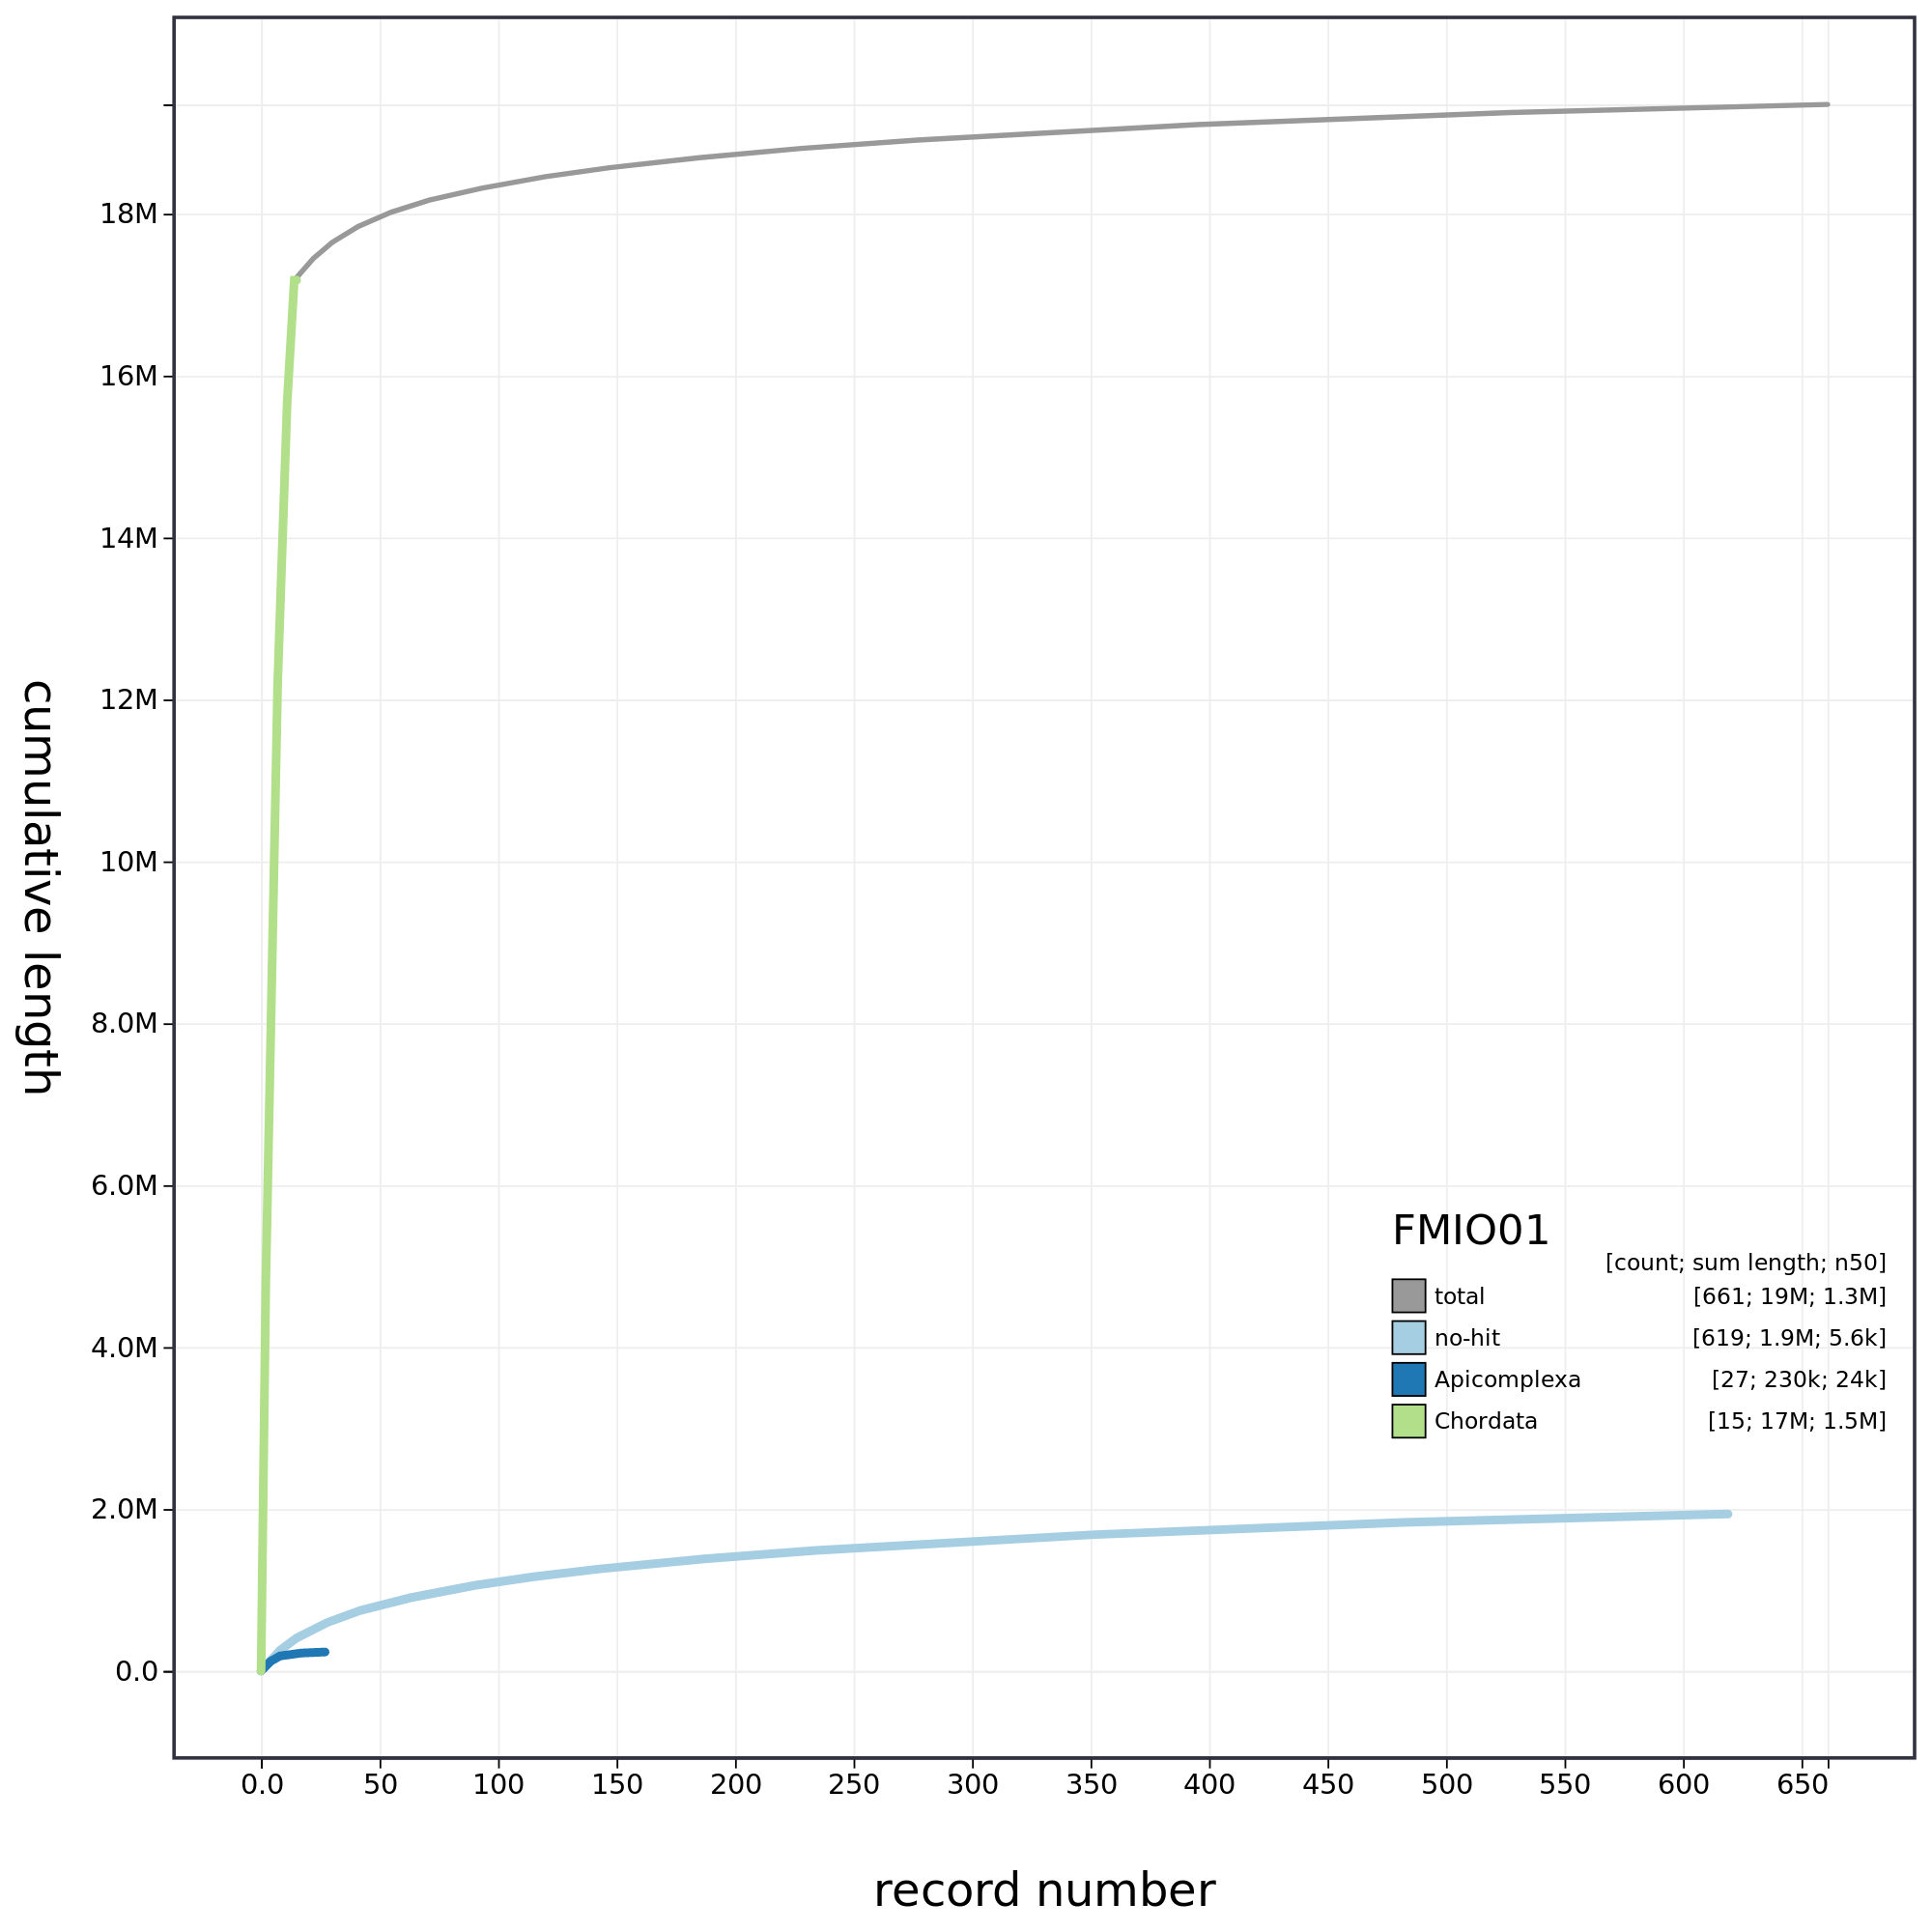 cumulative length
18M
16M
14M
12M
10M
8.0M
6.0M
4.0M
2.0M
0.0
FMIO01
[count; sum length; n50]
total [661; 19M; 1.3M]
no-hit [619; 1.9M; 5.6k]
Apicomplexa [27; 230k; 24k]
Chordata [15; 17M; 1.5M]
0.0 50 100 150 200 250 300 350 400 450 500 550 600 650
record number